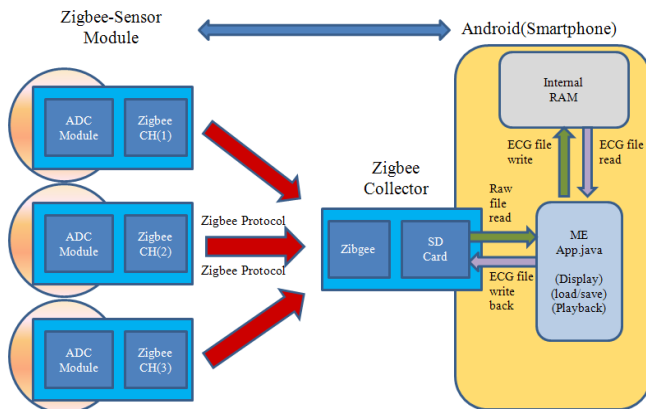 Zigbee-Sensor
Module
Android(Smartphone)
Internal
RAM
ADC
Module
Zigbee
CH(1)
ECG file
write
ECG file
read
Zigbee
Collector
Raw
file
read
Zigbee Protocol
ADC
Module
Zigbee
CH(2)
Zibgee
SD
Card
ME
App.java
(Display)
(load/save)
(Playback)
Zigbee Protocol
ECG file
write
back
ADC
Module
Zigbee
CH(3)